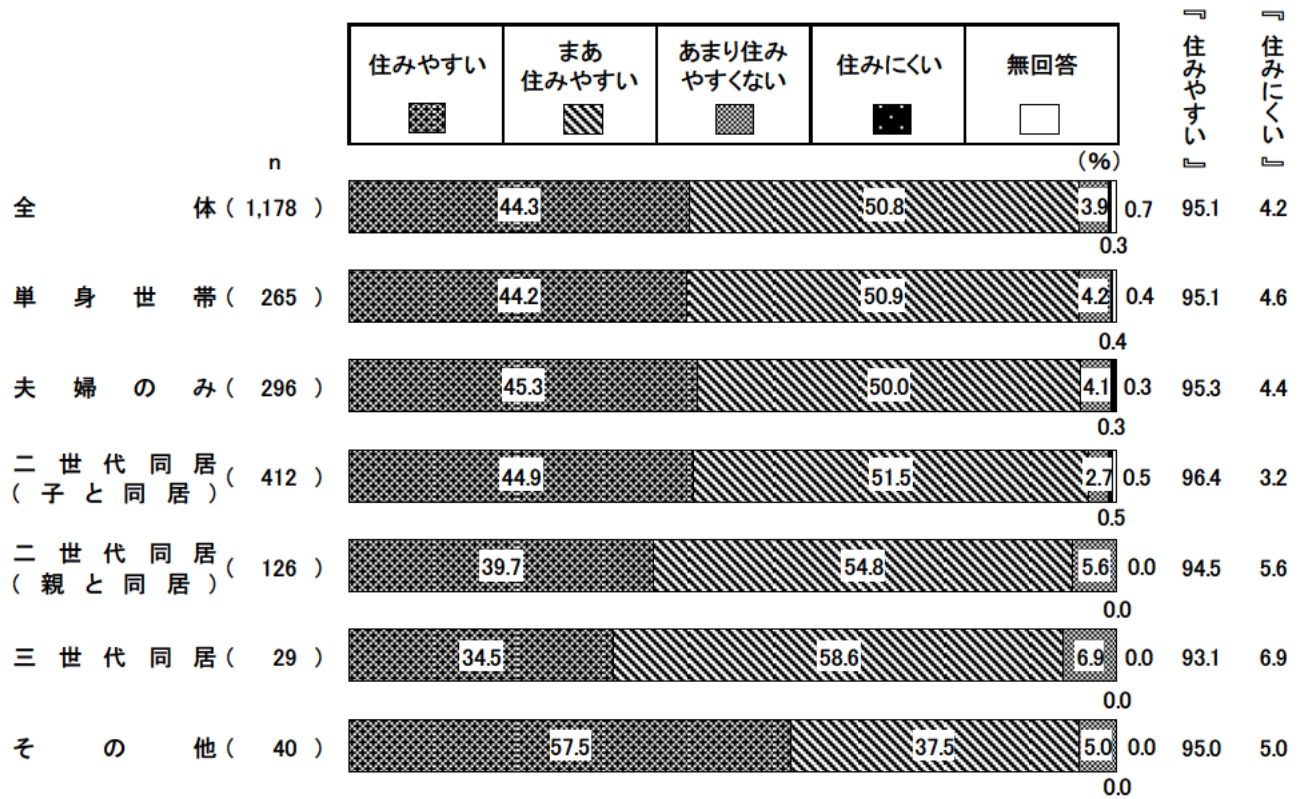 『住みやすい』
『住みにくい』
住みやすい
まあ
住みやすい
あまり住み
やすくない
住みにくい
無回答
n
(%)
全体 ( 1,178 ) 44.3 50.8 3.9 0.7 95.1 4.2
0.3
単身世帯 ( 265 ) 44.2 50.9 4.2 0.4 95.1 4.6
0.4
夫婦のみ ( 296 ) 45.3 50.0 4.1 0.3 95.3 4.4
0.3
二世代同居
(子と同居) ( 412 ) 44.9 51.5 2.7 0.5 96.4 3.2
0.5
二世代同居
(親と同居) ( 126 ) 39.7 54.8 5.6 0.0 94.5 5.6
0.0
三世代同居 ( 29 ) 34.5 58.6 6.9 0.0 93.1 6.9
0.0
その他 ( 40 ) 57.5 37.5 5.0 0.0 95.0 5.0
0.0